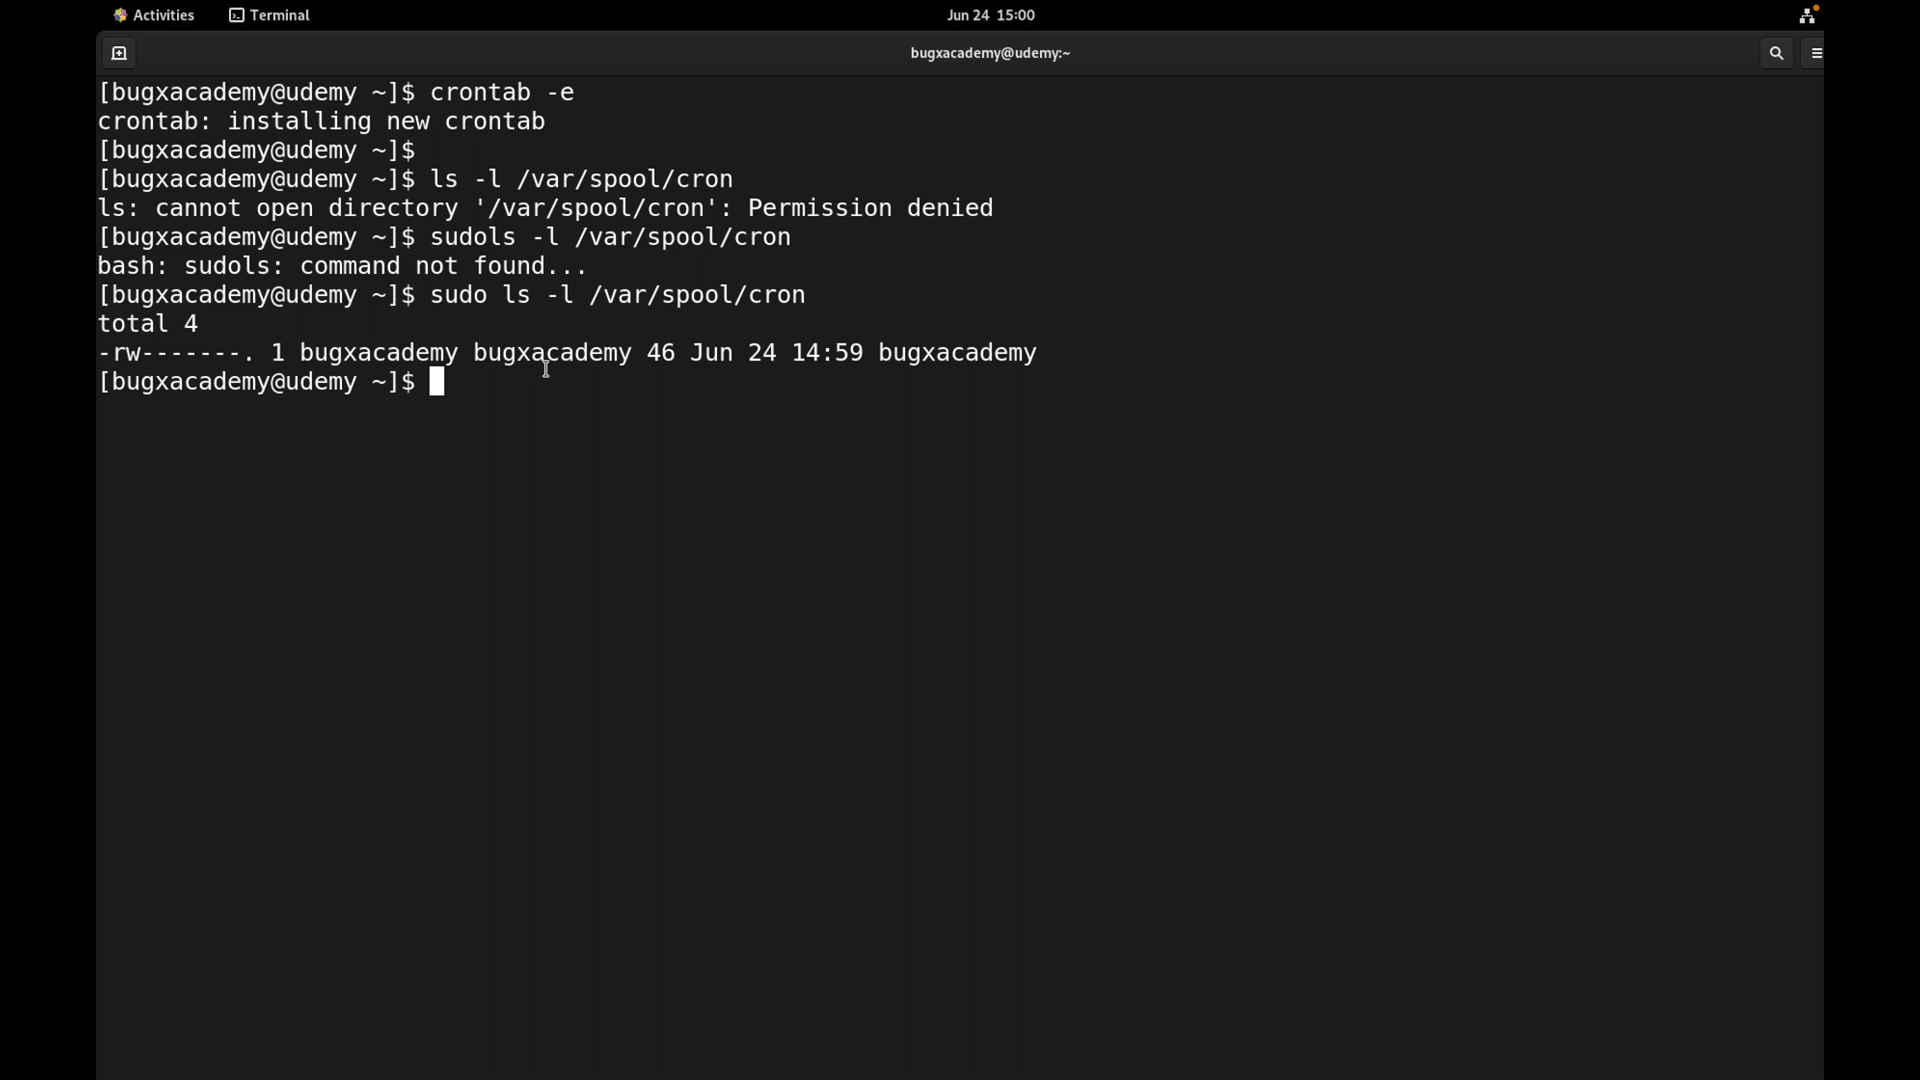 Activities Terminal Jun 24 15:00
bugxacademy@udemy:~
[bugxacademy@udemy ~]$ crontab -e
crontab: installing new crontab
[bugxacademy@udemy ~]$
[bugxacademy@udemy ~]$ ls -l /var/spool/cron
ls: cannot open directory '/var/spool/cron': Permission denied
[bugxacademy@udemy ~]$ sudols -l /var/spool/cron
bash: sudols: command not found...
[bugxacademy@udemy ~]$ sudo ls -l /var/spool/cron
total 4
-rw-------. 1 bugxacademy bugxacademy 46 Jun 24 14:59 bugxacademy
[bugxacademy@udemy ~]$